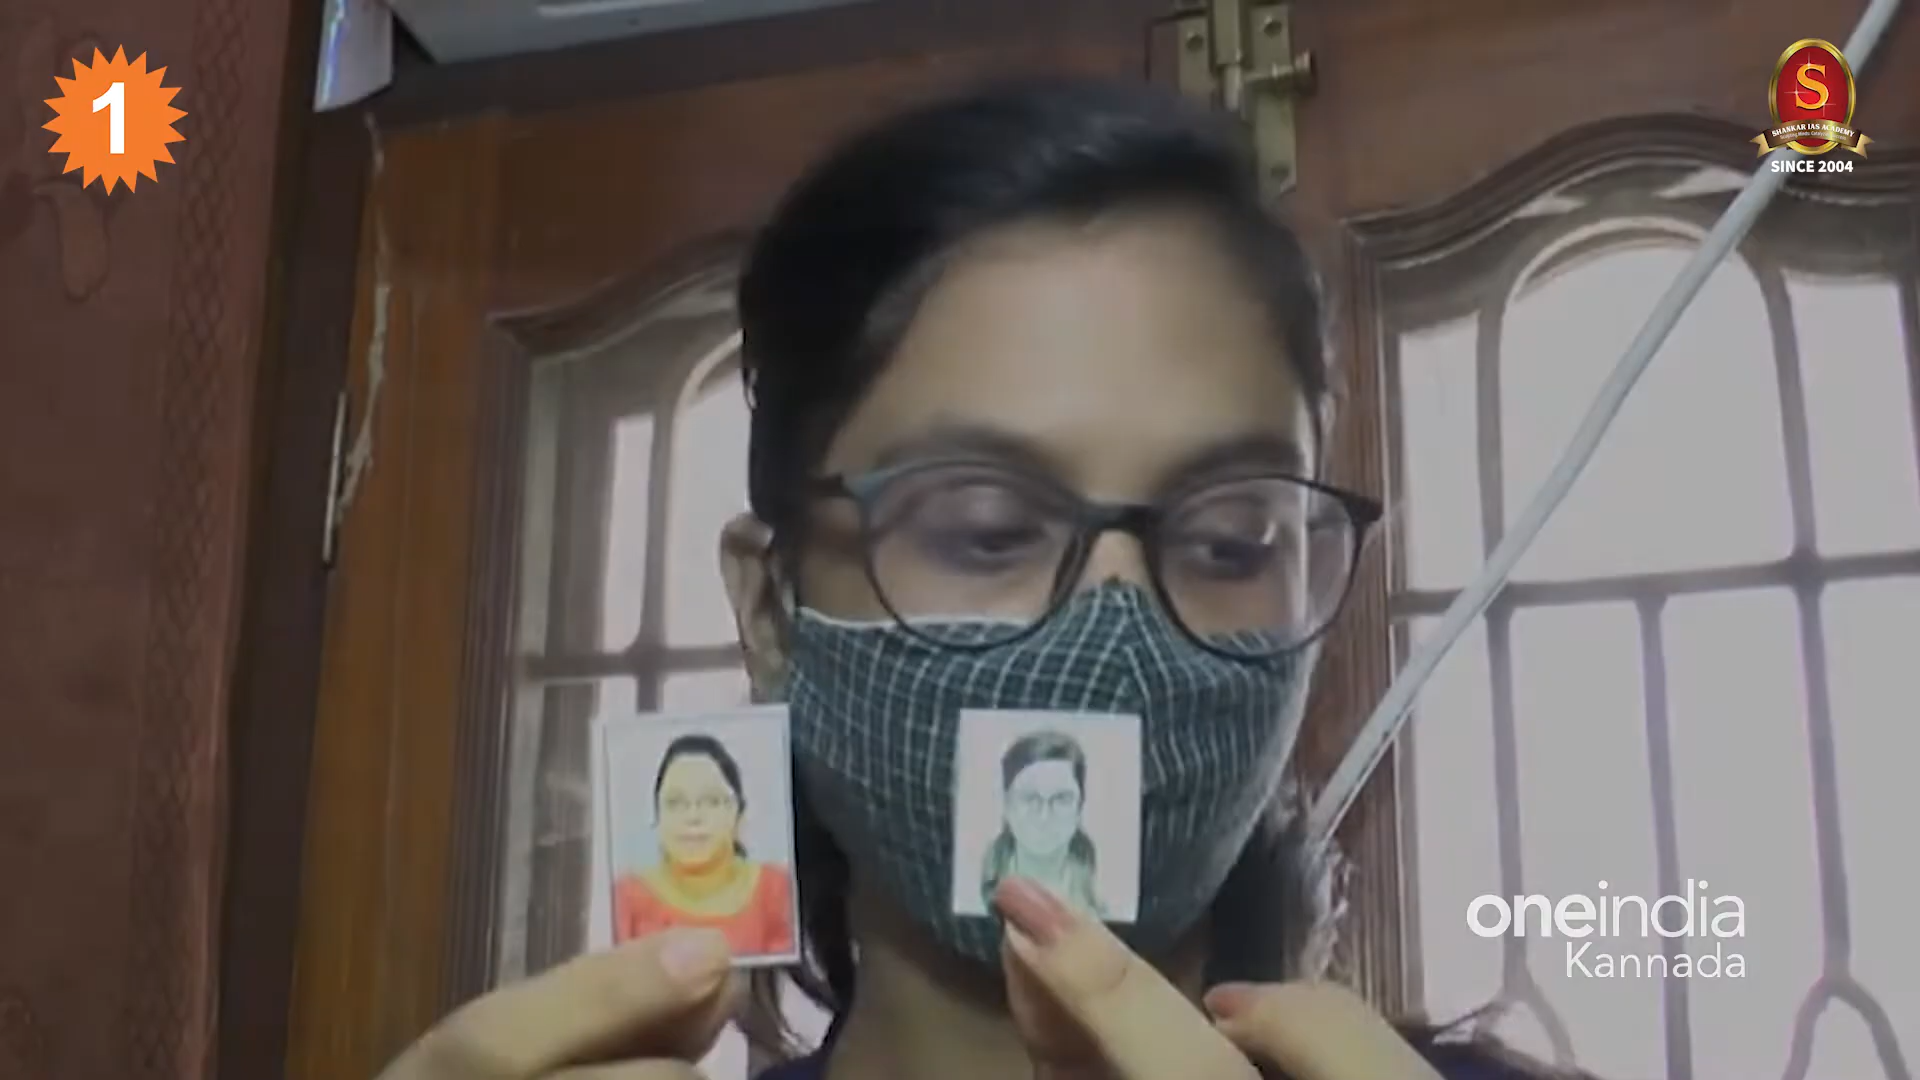 1
S
SHANKAR IAS ACADEMY
SINCE 2004
oneindia
Kannada